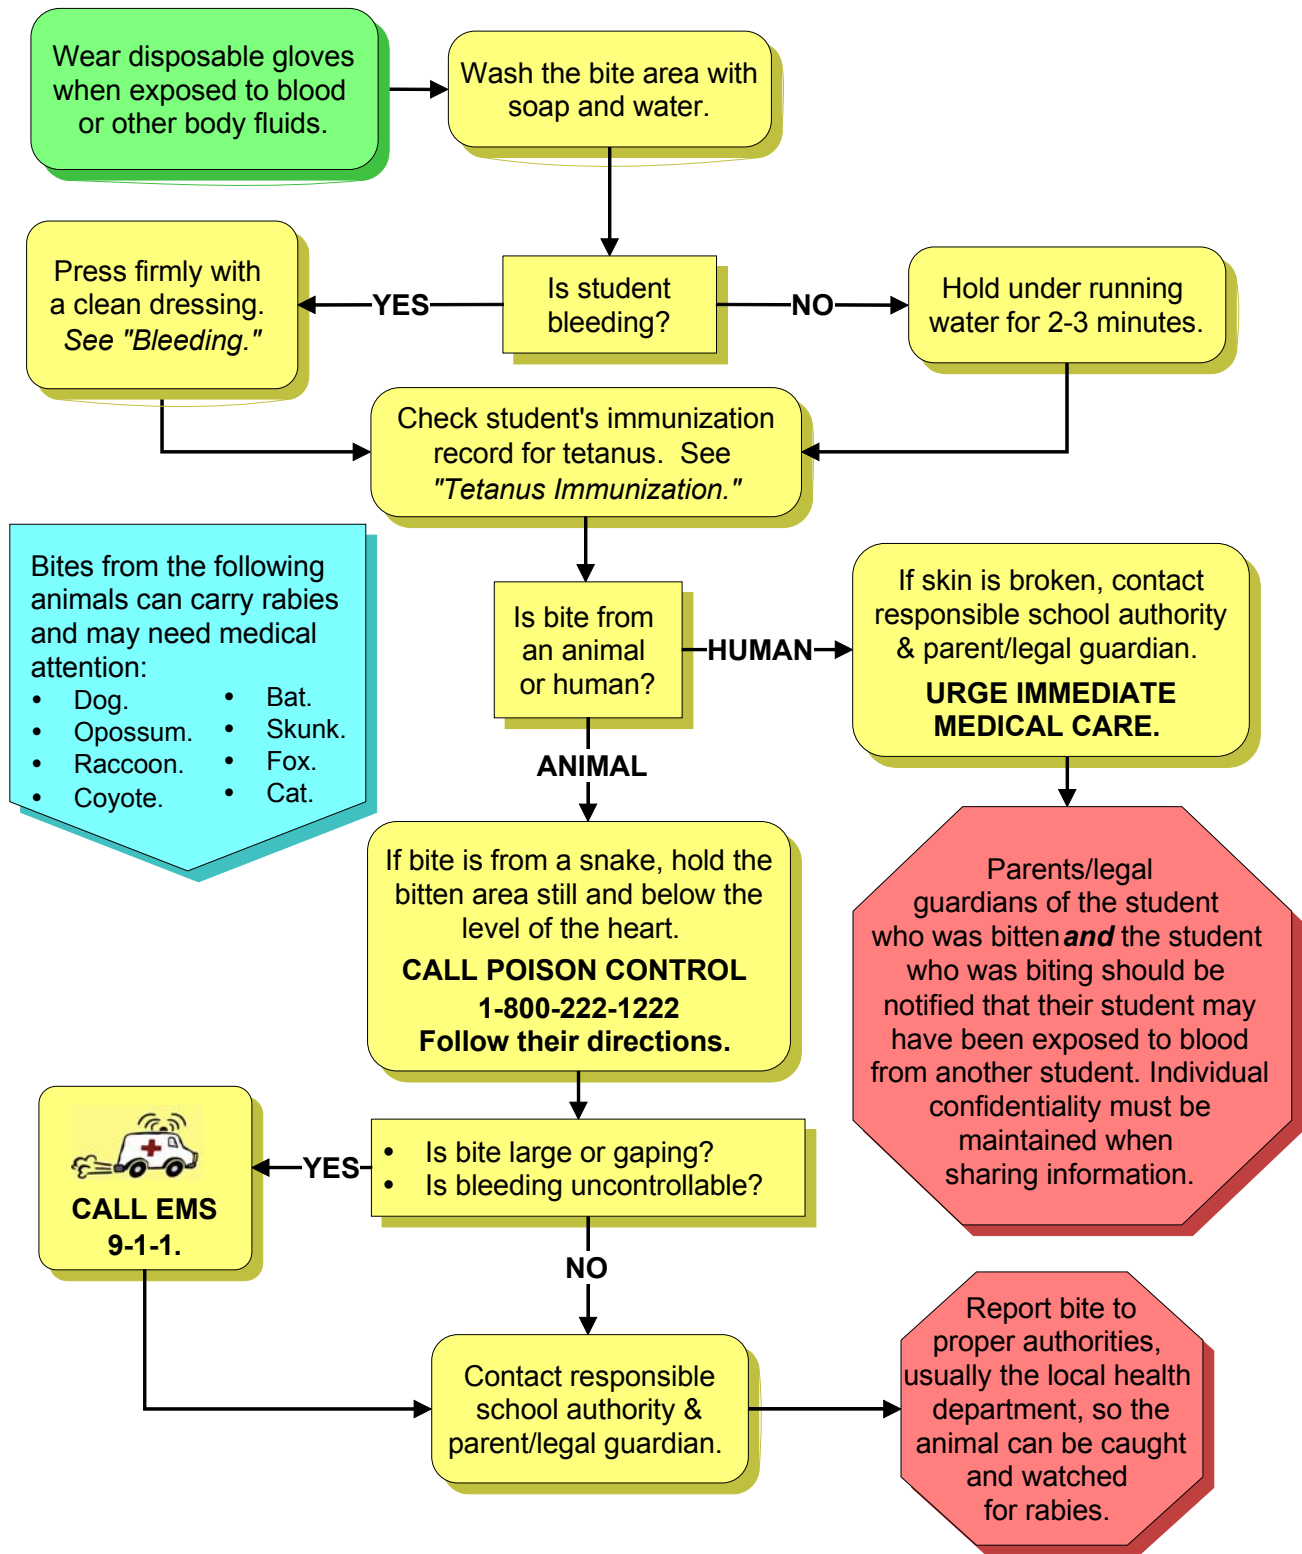 Wear disposable gloves
when exposed to blood
or other body fluids.
Wash the bite area with
soap and water.
Press firmly with
a clean dressing.
See "Bleeding."
YES
Is student
bleeding?
NO
Hold under running
water for 2-3 minutes.
Check student's immunization
record for tetanus. See
"Tetanus Immunization."
Bites from the following
animals can carry rabies
and may need medical
attention:
• Dog.
• Opossum.
• Raccoon.
• Coyote.
• Bat.
• Skunk.
• Fox.
• Cat.
Is bite from
an animal
or human?
HUMAN
If skin is broken, contact
responsible school authority
& parent/legal guardian.
URGE IMMEDIATE
MEDICAL CARE.
ANIMAL
If bite is from a snake, hold the
bitten area still and below the
level of the heart.
CALL POISON CONTROL
1-800-222-1222
Follow their directions.
Parents/legal
guardians of the student
who was bitten and the student
who was biting should be
notified that their student may
have been exposed to blood
from another student. Individual
confidentiality must be
maintained when
sharing information.
• Is bite large or gaping?
• Is bleeding uncontrollable?
YES
CALL EMS
9-1-1.
NO
Contact responsible
school authority &
parent/legal guardian.
Report bite to
proper authorities,
usually the local health
department, so the
animal can be caught
and watched
for rabies.